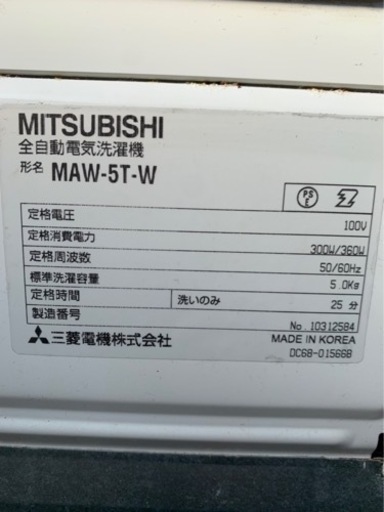 MITSUBISHI
全自動電気洗濯機
形名 MAW-5T-W
PS E
定格電圧 100V
定格消費電力 300W/360W
定格周波数 50/60Hz
標準洗濯容量 5.0Kg
定格時間 洗いのみ 25分
製造番号 No.10312584
三菱電機株式会社 MADE IN KOREA
DC68-01566B